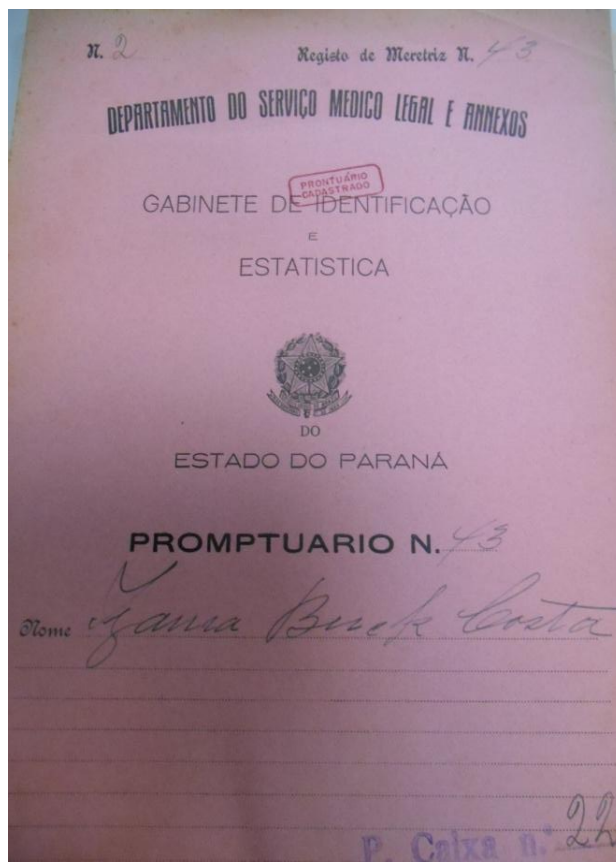 N. 2 Registo de Meretriz N. 43
DEPARTAMENTO DO SERVIÇO MEDICO LEGAL E ANNEXOS
PRONTUÁRIO
CADASTRADO
GABINETE DE IDENTIFICAÇÃO
E
ESTATISTICA
DO
ESTADO DO PARANÁ
PROMPTUARIO N. 43
Nome Costa
P. Caixa n. 22